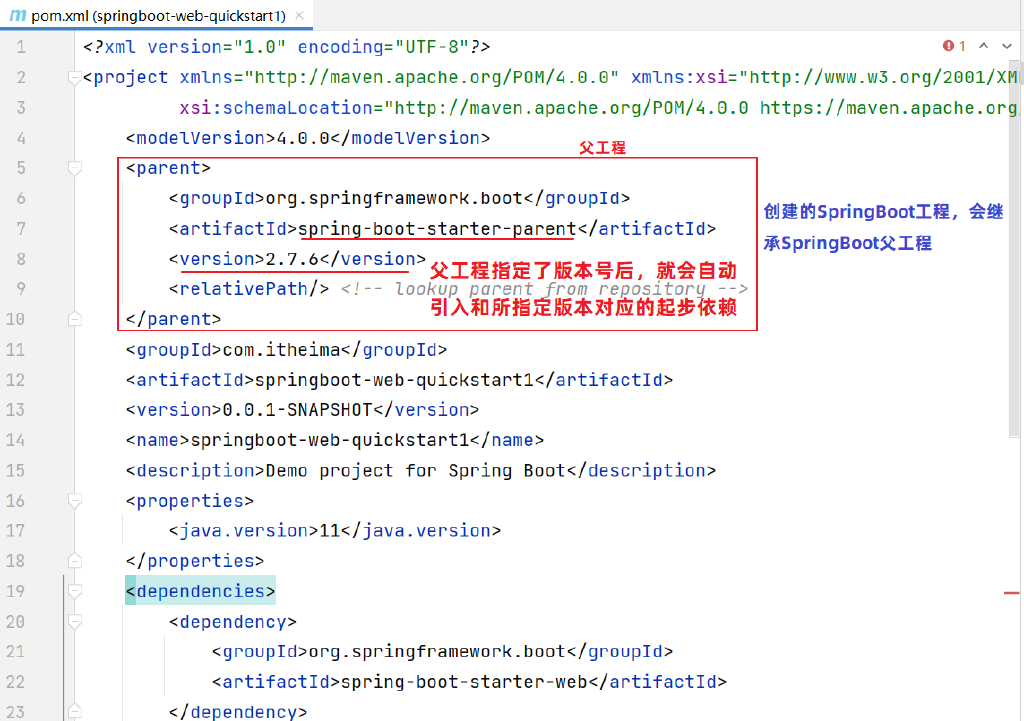 pom.xml (springboot-web-quickstart1)
1 <?xml version="1.0" encoding="UTF-8"?>
1
2 <project xmlns="http://maven.apache.org/POM/4.0.0" xmlns:xsi="http://www.w3.org/2001/XM
3 xsi:schemaLocation="http://maven.apache.org/POM/4.0.0 https://maven.apache.org
4 <modelVersion>4.0.0</modelVersion>
父工程
5 <parent>
6 <groupId>org.springframework.boot</groupId>
7 <artifactId>spring-boot-starter-parent</artifactId>
8 <version>2.7.6</version>
9 <relativePath/> <!-- lookup parent from repository -->
父工程指定了版本号后，就会自动
引入和所指定版本对应的起步依赖
创建的SpringBoot工程，会继
承SpringBoot父工程
10 </parent>
11 <groupId>com.itheima</groupId>
12 <artifactId>springboot-web-quickstart1</artifactId>
13 <version>0.0.1-SNAPSHOT</version>
14 <name>springboot-web-quickstart1</name>
15 <description>Demo project for Spring Boot</description>
16 <properties>
17 <java.version>11</java.version>
18 </properties>
19 <dependencies>
20 <dependency>
21 <groupId>org.springframework.boot</groupId>
22 <artifactId>spring-boot-starter-web</artifactId>
23 </dependency>